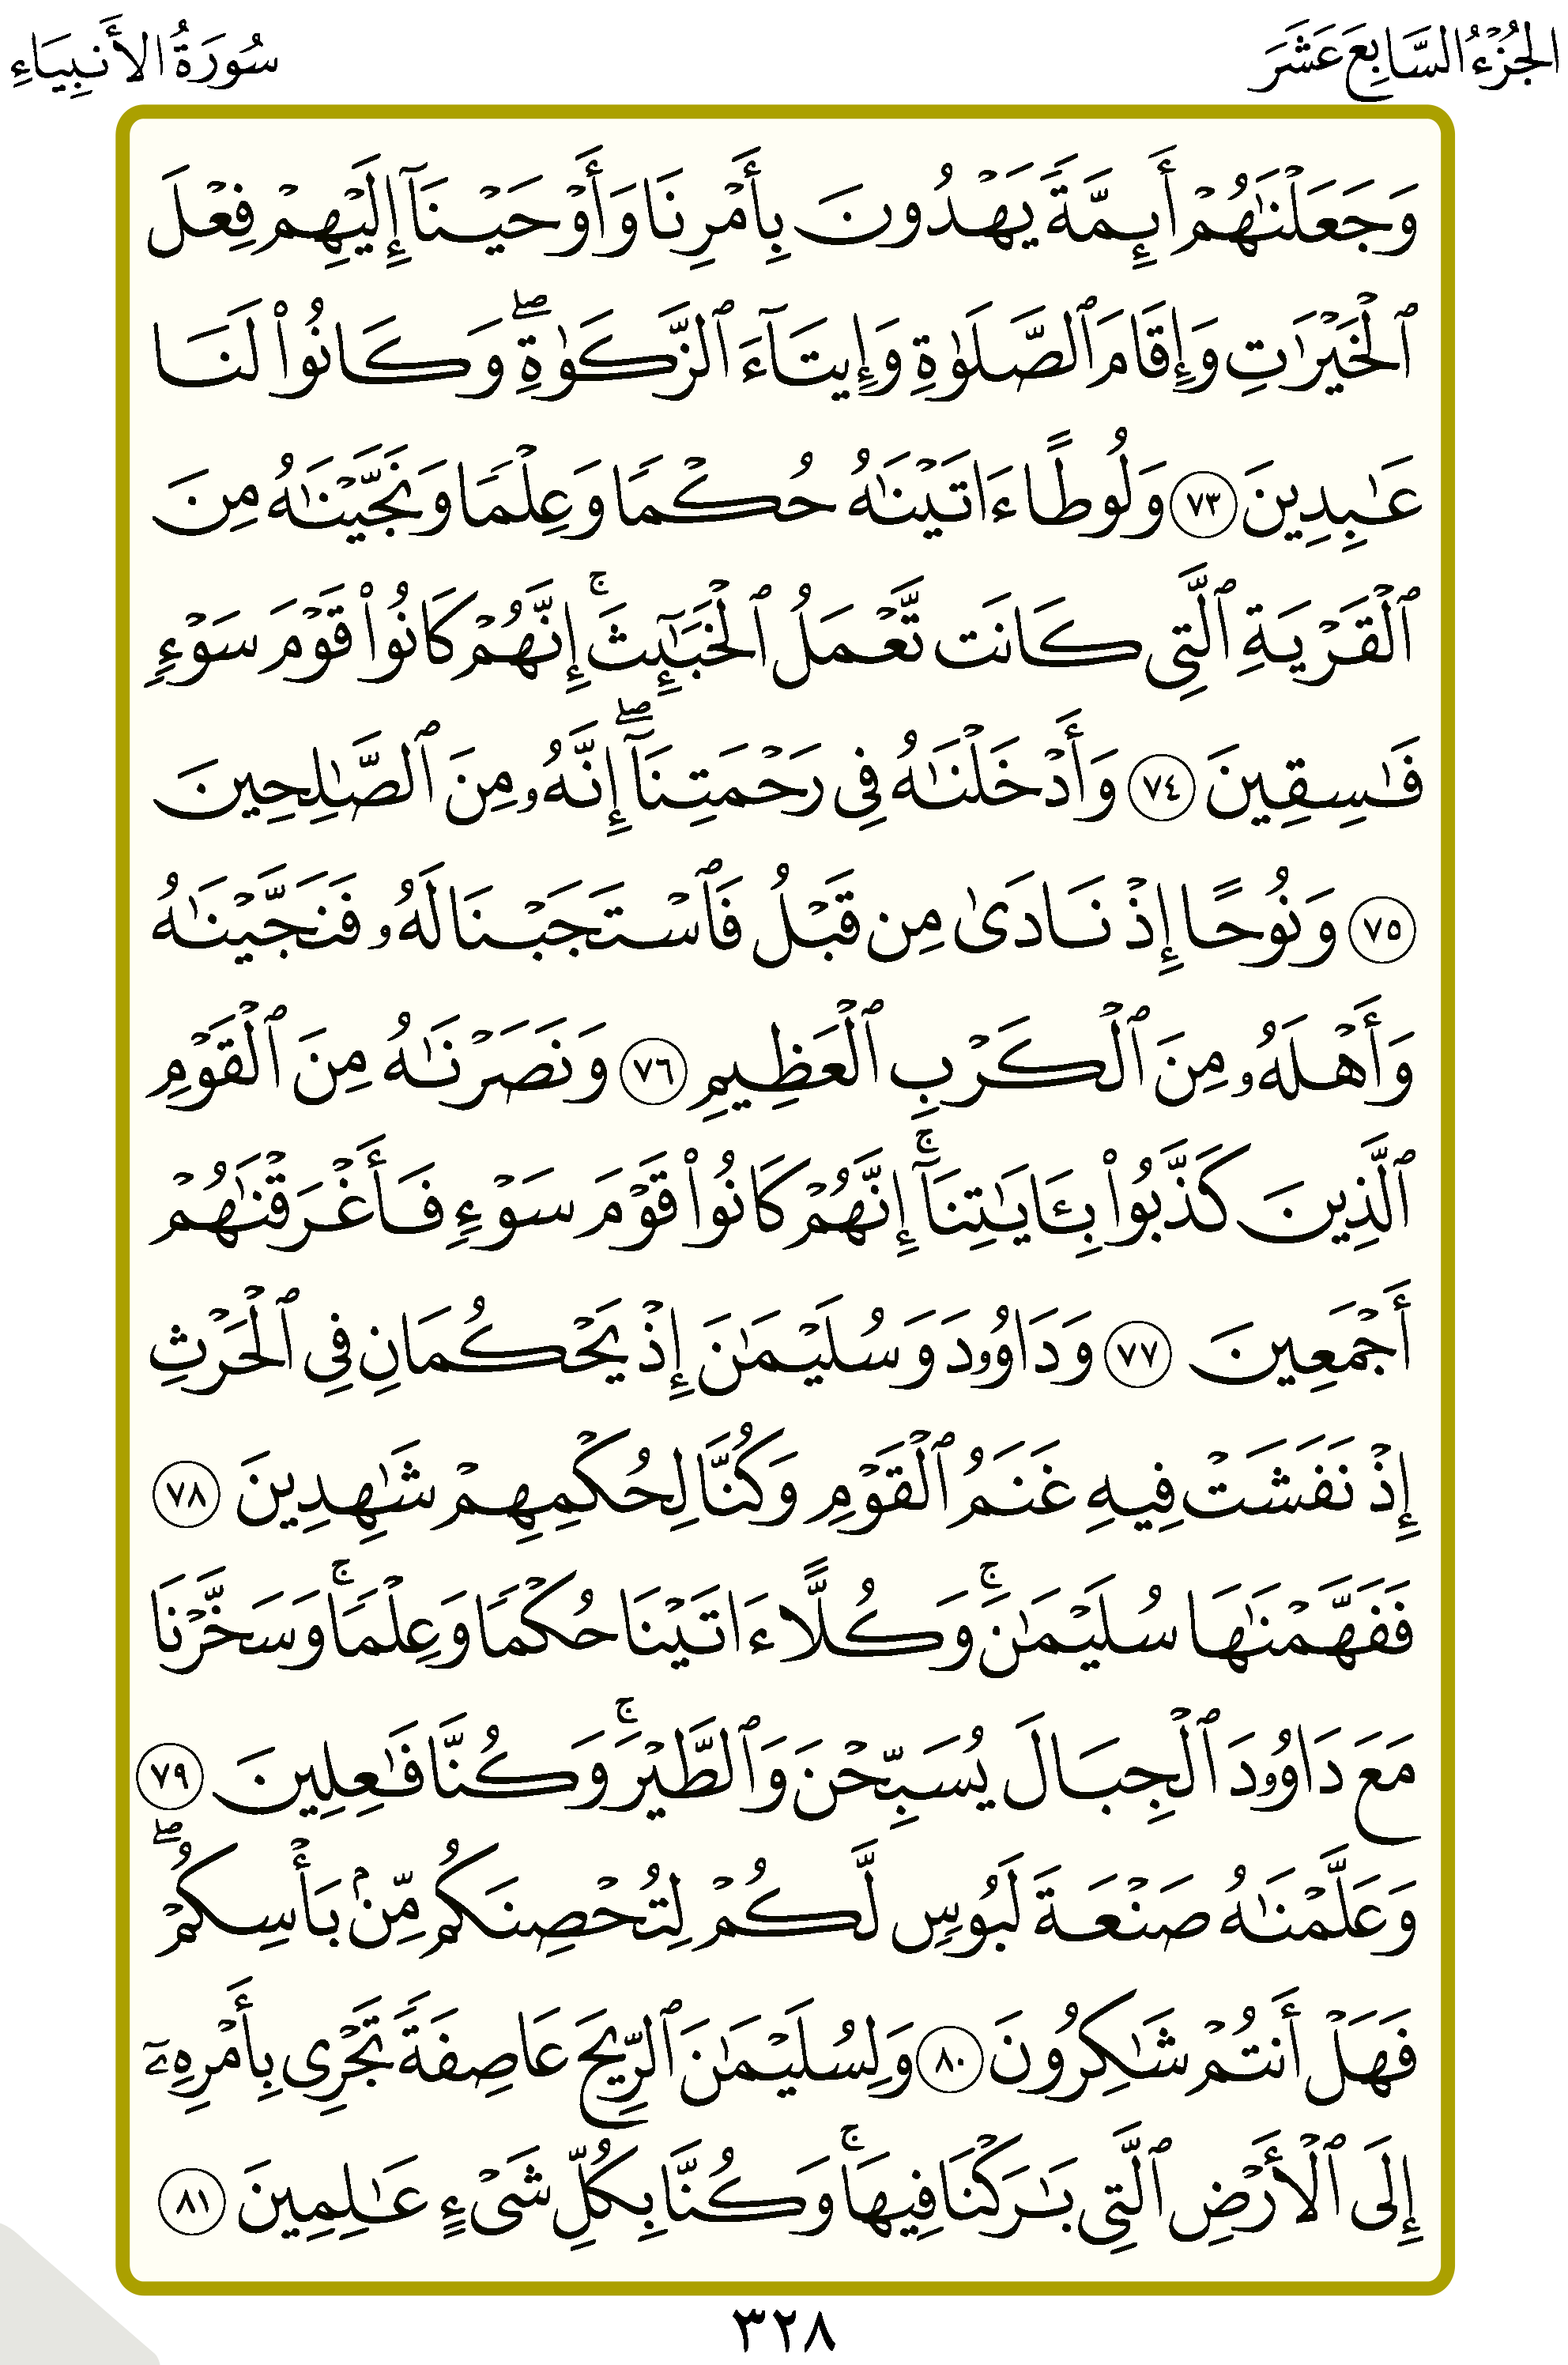 الجُزْءُ السَّابِعَ عَشَرَ
سُورَةُ الأَنبِيَاءِ
وَجَعَلْنَٰهُمْ أَئِمَّةً يَهْدُونَ بِأَمْرِنَا وَأَوْحَيْنَآ إِلَيْهِمْ فِعْلَ
ٱلْخَيْرَٰتِ وَإِقَامَ ٱلصَّلَوٰةِ وَإِيتَآءَ ٱلزَّكَوٰةِ ۖ وَكَانُوا۟ لَنَا
عَٰبِدِينَ ٧٣ وَلُوطًا ءَاتَيْنَٰهُ حُكْمًا وَعِلْمًا وَنَجَّيْنَٰهُ مِنَ
ٱلْقَرْيَةِ ٱلَّتِى كَانَت تَّعْمَلُ ٱلْخَبَٰٓئِثَ ۚ إِنَّهُمْ كَانُوا۟ قَوْمَ سَوْءٍ
فَٰسِقِينَ ٧٤ وَأَدْخَلْنَٰهُ فِى رَحْمَتِنَآ ۖ إِنَّهُۥ مِنَ ٱلصَّٰلِحِينَ
٧٥ وَنُوحًا إِذْ نَادَىٰ مِن قَبْلُ فَٱسْتَجَبْنَا لَهُۥ فَنَجَّيْنَٰهُ
وَأَهْلَهُۥ مِنَ ٱلْكَرْبِ ٱلْعَظِيمِ ٧٦ وَنَصَرْنَٰهُ مِنَ ٱلْقَوْمِ
ٱلَّذِينَ كَذَّبُوا۟ بِـَٔايَٰتِنَآ ۚ إِنَّهُمْ كَانُوا۟ قَوْمَ سَوْءٍ فَأَغْرَقْنَٰهُمْ
أَجْمَعِينَ ٧٧ وَدَاوُۥدَ وَسُلَيْمَٰنَ إِذْ يَحْكُمَانِ فِى ٱلْحَرْثِ
إِذْ نَفَشَتْ فِيهِ غَنَمُ ٱلْقَوْمِ وَكُنَّا لِحُكْمِهِمْ شَٰهِدِينَ ٧٨
فَفَهَّمْنَٰهَا سُلَيْمَٰنَ ۚ وَكُلًّا ءَاتَيْنَا حُكْمًا وَعِلْمًا ۚ وَسَخَّرْنَا
مَعَ دَاوُۥدَ ٱلْجِبَالَ يُسَبِّحْنَ وَٱلطَّيْرَ ۚ وَكُنَّا فَٰعِلِينَ ٧٩
وَعَلَّمْنَٰهُ صَنْعَةَ لَبُوسٍ لَّكُمْ لِتُحْصِنَكُم مِّنۢ بَأْسِكُمْ ۖ
فَهَلْ أَنتُمْ شَٰكِرُونَ ٨٠ وَلِسُلَيْمَٰنَ ٱلرِّيحَ عَاصِفَةً تَجْرِى بِأَمْرِهِۦٓ
إِلَى ٱلْأَرْضِ ٱلَّتِى بَٰرَكْنَا فِيهَا ۚ وَكُنَّا بِكُلِّ شَىْءٍ عَٰلِمِينَ ٨١
٣٢٨